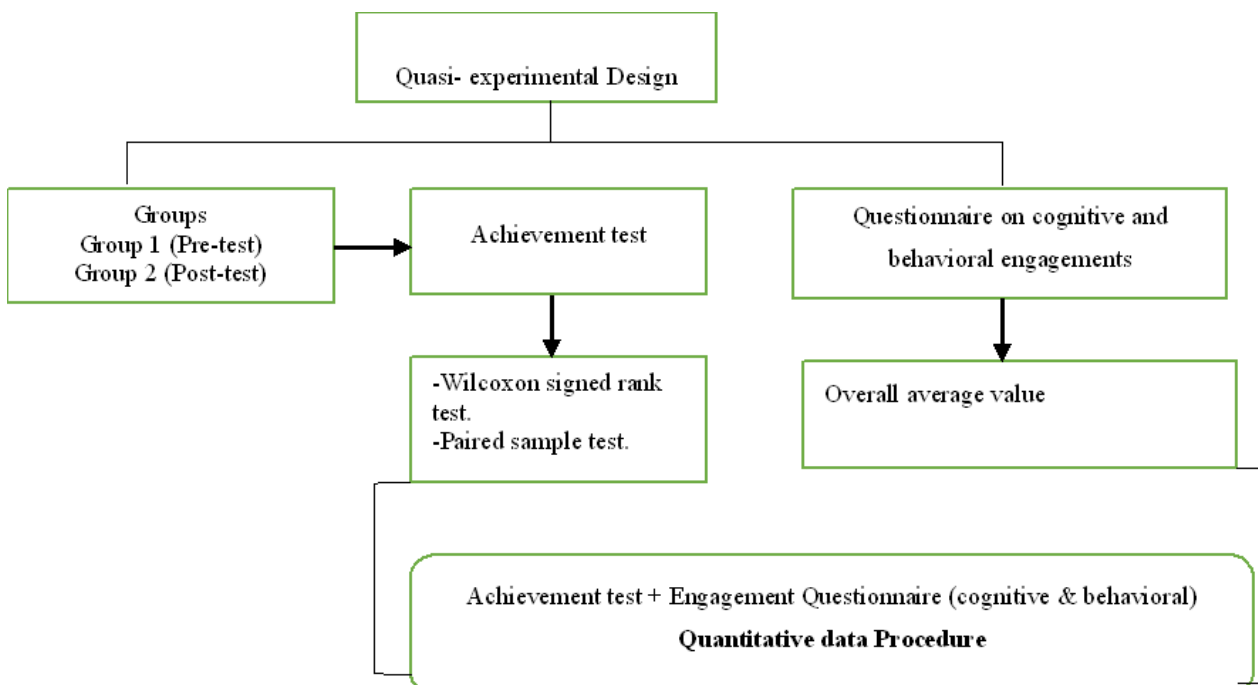 Quasi- experimental Design
Groups
Group 1 (Pre-test)
Group 2 (Post-test)
Achievement test
Questionnaire on cognitive and
behavioral engagements
-Wilcoxon signed rank
test.
-Paired sample test.
Overall average value
Achievement test + Engagement Questionnaire (cognitive & behavioral)
Quantitative data Procedure